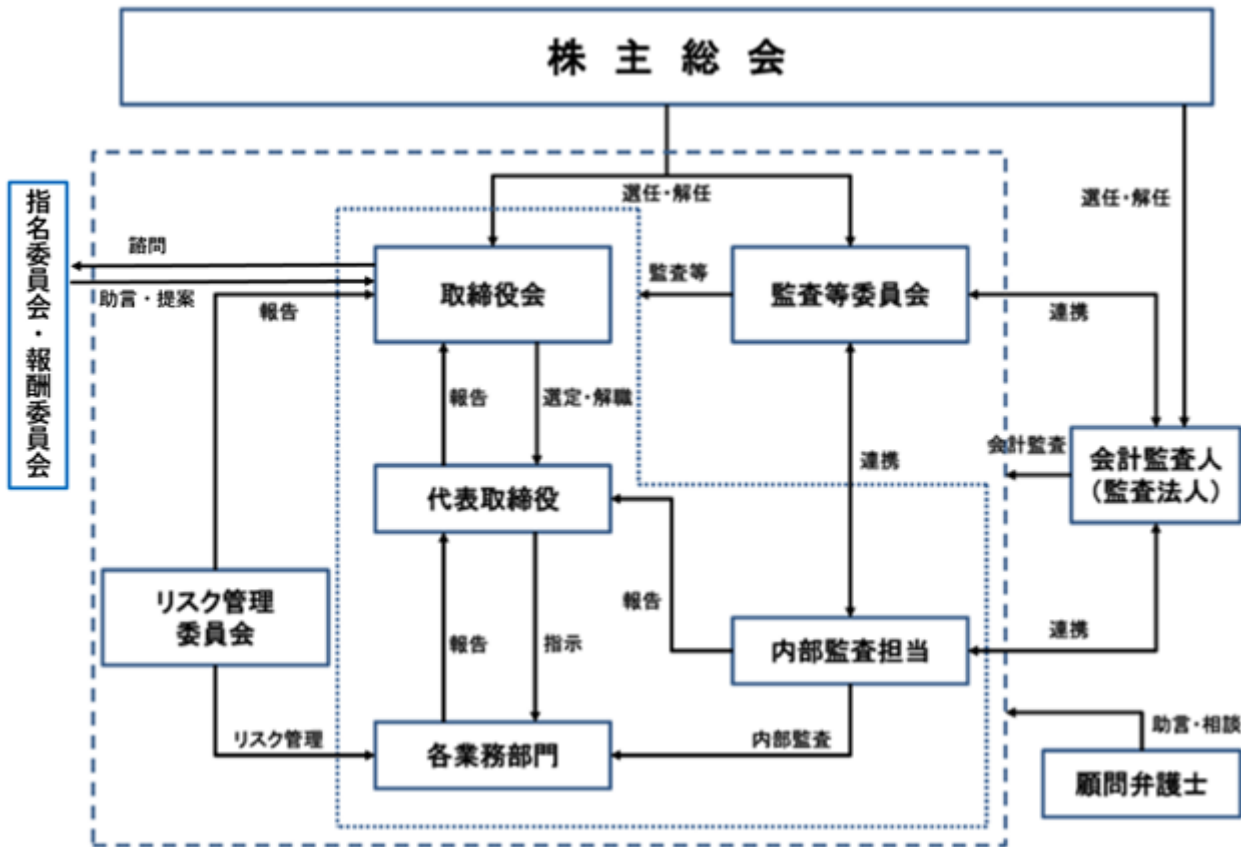 株主総会
選任・解任
選任・解任
指名委員会・報酬委員会
諮問
助言・提案
報告
取締役会
監査等
監査等委員会
連携
報告
選定・解職
連携
会計監査
会計監査人
（監査法人）
代表取締役
リスク管理
委員会
報告
指示
報告
内部監査担当
連携
リスク管理
各業務部門
内部監査
助言・相談
顧問弁護士